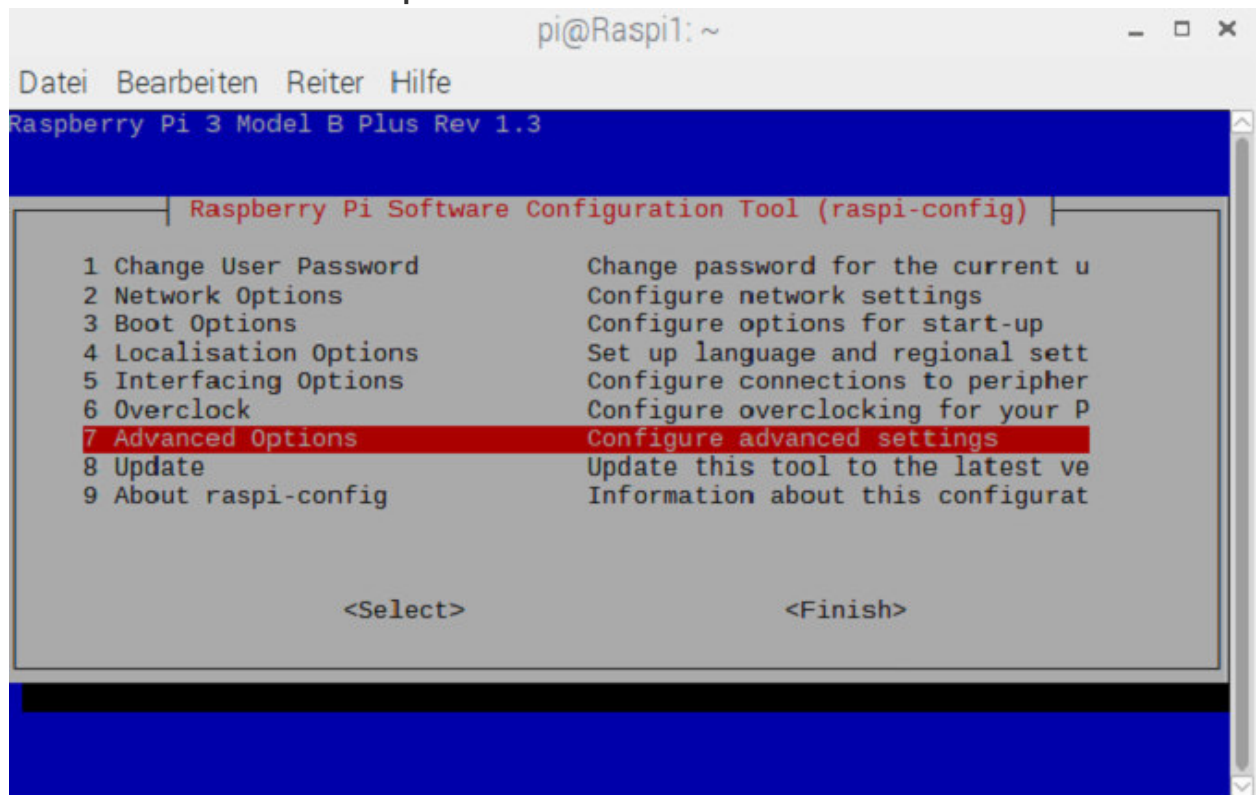 pi@Raspi1: ~
Datei Bearbeiten Reiter Hilfe
Raspberry Pi 3 Model B Plus Rev 1.3
Raspberry Pi Software Configuration Tool (raspi-config)
1 Change User Password Change password for the current u
2 Network Options Configure network settings
3 Boot Options Configure options for start-up
4 Localisation Options Set up language and regional sett
5 Interfacing Options Configure connections to peripher
6 Overclock Configure overclocking for your P
7 Advanced Options Configure advanced settings
8 Update Update this tool to the latest ve
9 About raspi-config Information about this configurat
<Select> <Finish>